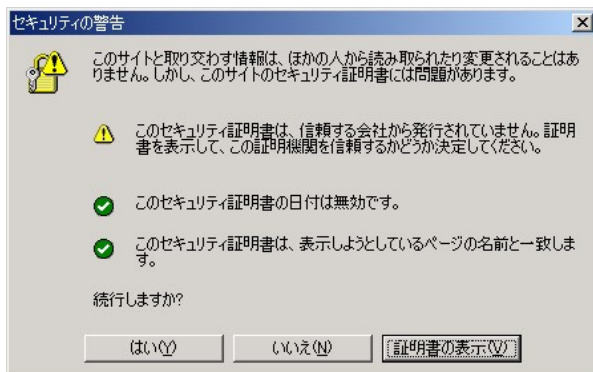 セキュリティの警告
このサイトと取り交わす情報は、ほかの人から読み取られたり変更されることはあ
りません。しかし、このサイトのセキュリティ証明書には問題があります。
このセキュリティ証明書は、信頼する会社から発行されていません。証明
書を表示して、この証明機関を信頼するかどうか決定してください。
このセキュリティ証明書の日付は無効です。
このセキュリティ証明書は、表示しようとしているページの名前と一致しま
す。
続行しますか?
はい(Y) いいえ(N) 証明書の表示(V)